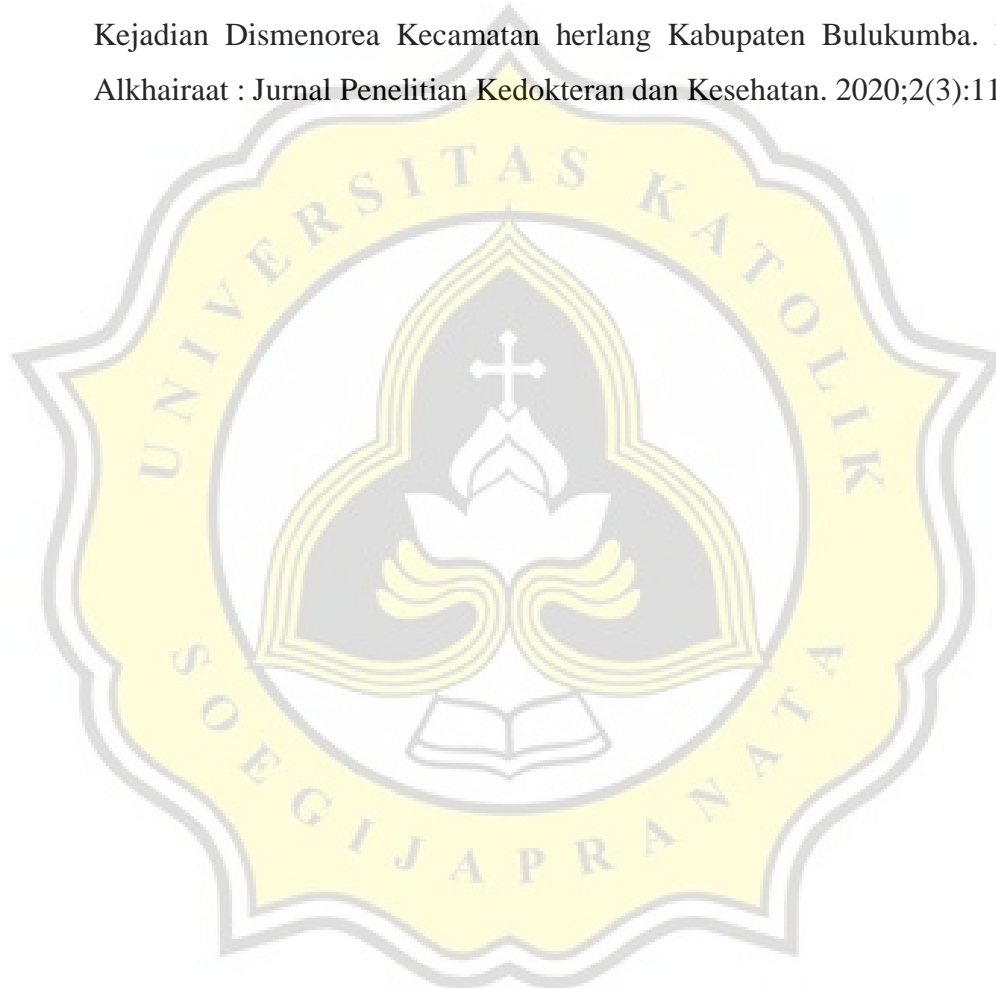 Kejadian Dismenorea Kecamatan herlang Kabupaten Bulukumba.
Alkhairaat : Jurnal Penelitian Kedokteran dan Kesehatan. 2020;2(3):11
UNIVERSITAS KATOLIK
SOEGIJAPRANATA